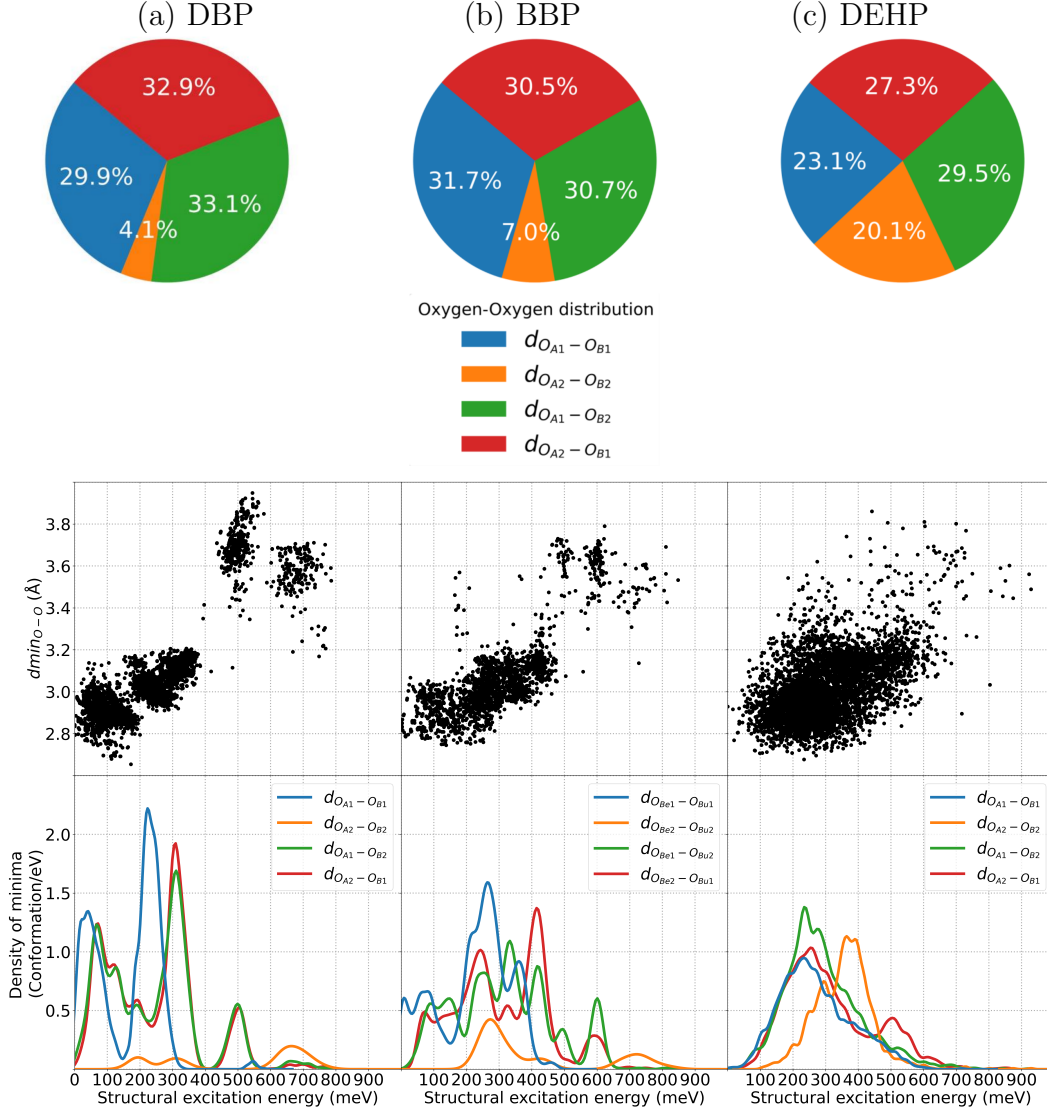 (a) DBP (b) BBP (c) DEHP
32.9% 30.5% 27.3%
29.9% 31.7% 23.1%
33.1% 30.7% 29.5%
4.1% 7.0% 20.1%
Oxygen-Oxygen distribution
d_{O_{A1}−O_{B1}}
d_{O_{A2}−O_{B2}}
d_{O_{A1}−O_{B2}}
d_{O_{A2}−O_{B1}}
dmin_{O−O} (Å)
3.8
3.6
3.4
3.2
3.0
2.8
Density of minima
(Conformation/eV)
2.0
1.5
1.0
0.5
d_{O_{A1}−O_{B1}}
d_{O_{A2}−O_{B2}}
d_{O_{A1}−O_{B2}}
d_{O_{A2}−O_{B1}}
d_{O_{Be1}−O_{Bu1}}
d_{O_{Be2}−O_{Bu2}}
d_{O_{Be1}−O_{Bu2}}
d_{O_{Be2}−O_{Bu1}}
d_{O_{A1}−O_{B1}}
d_{O_{A2}−O_{B2}}
d_{O_{A1}−O_{B2}}
d_{O_{A2}−O_{B1}}
0 100 200 300 400 500 600 700 800 900
100 200 300 400 500 600 700 800 900
100 200 300 400 500 600 700 800 900
Structural excitation energy (meV) Structural excitation energy (meV) Structural excitation energy (meV)